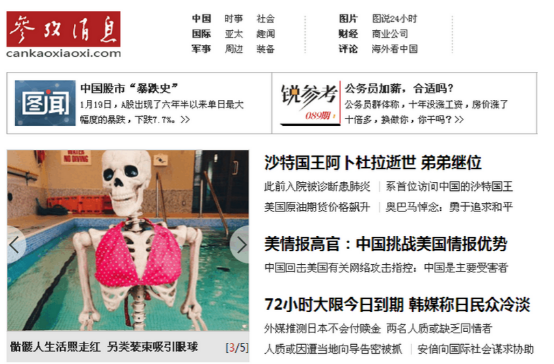 参考消息
cankaoxiaoxi.com
中国 时事 社会
国际 亚太 趣闻
军事 周边 装备
图片 图说24小时
财经 商业公司
评论 海外看中国
图闻
中国股市“暴跌史”
1月19日，A股出现了六年半以来单日最大
幅度的暴跌，下跌7.7%。>>
锐参考
089期
公务员加薪，合适吗？
公务员群体称，十年没涨工资，房价涨了
十倍多，换做你，你干吗？>>
NO DIVING
骷髅人生活照走红 另类装束吸引眼球 [3/5]
沙特国王阿卜杜拉逝世 弟弟继位
此前入院被诊断患肺炎 | 系首位访问中国的沙特国王
美国原油期货价格飙升 | 奥巴马悼念：勇于追求和平
美情报高官：中国挑战美国情报优势
中国回击美国有关网络攻击指控：中国是主要受害者
72小时大限今日到期 韩媒称日民众冷淡
外媒推测日本不会付赎金 两名人质或缺乏同情者
人质或因遭当地向导告密被抓 | 安倍向国际社会谋求协助